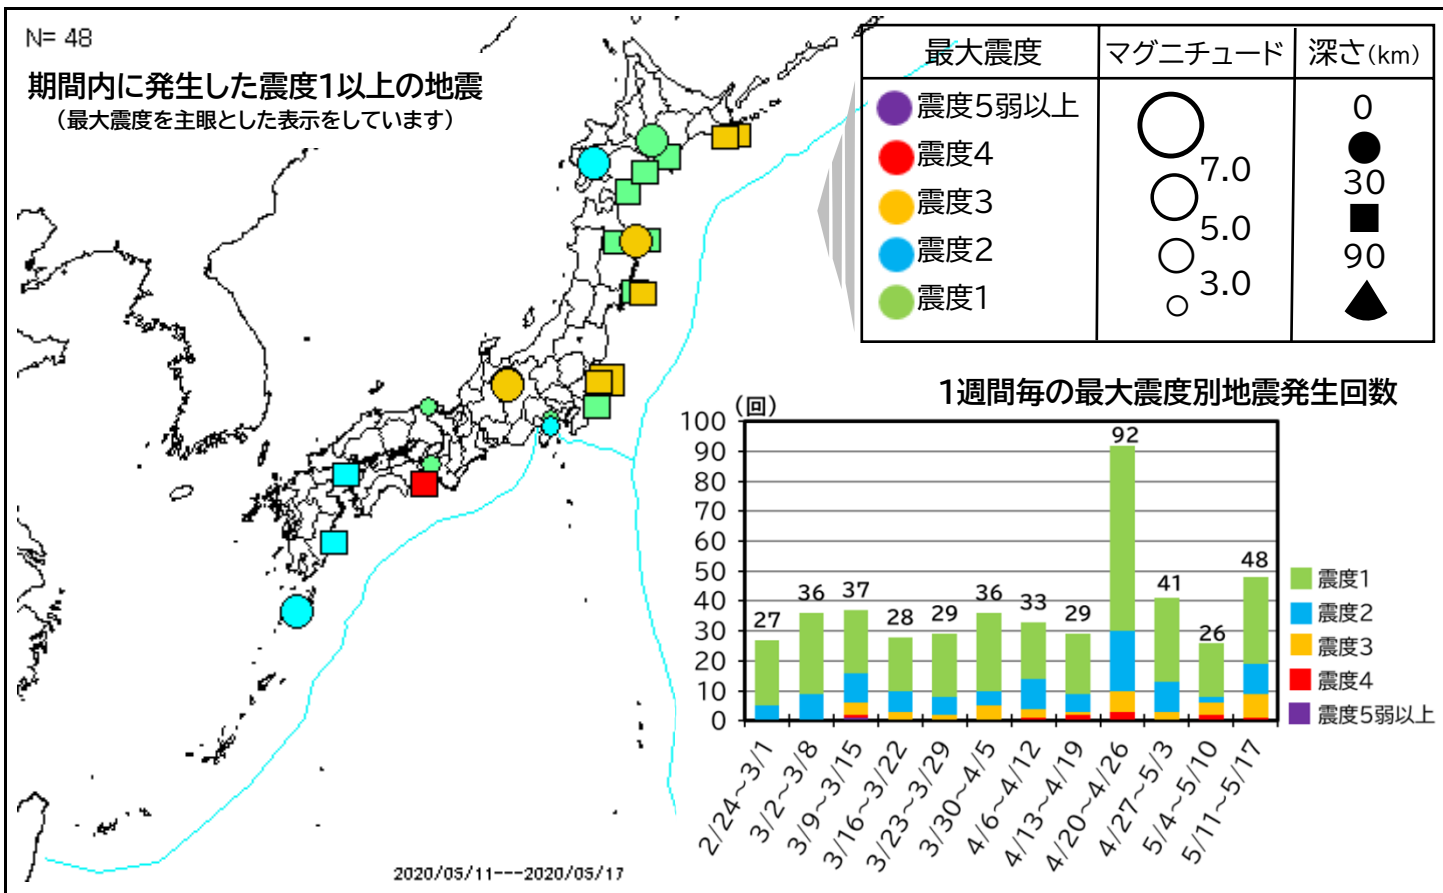 N= 48
期間内に発生した震度1以上の地震
(最大震度を主眼とした表示をしています)
最大震度 マグニチュード 深さ(km)
震度5弱以上
震度4
震度3
震度2
震度1
7.0
5.0
3.0
0
30
90
1週間毎の最大震度別地震発生回数
(回)
100
90
80
70
60
50
40
30
20
10
0
27
36
37
28
29
36
33
29
92
41
26
48
2/24~3/1
3/2~3/8
3/9~3/15
3/16~3/22
3/23~3/29
3/30~4/5
4/6~4/12
4/13~4/19
4/20~4/26
4/27~5/3
5/4~5/10
5/11~5/17
震度1
震度2
震度3
震度4
震度5弱以上
2020/05/11---2020/05/17